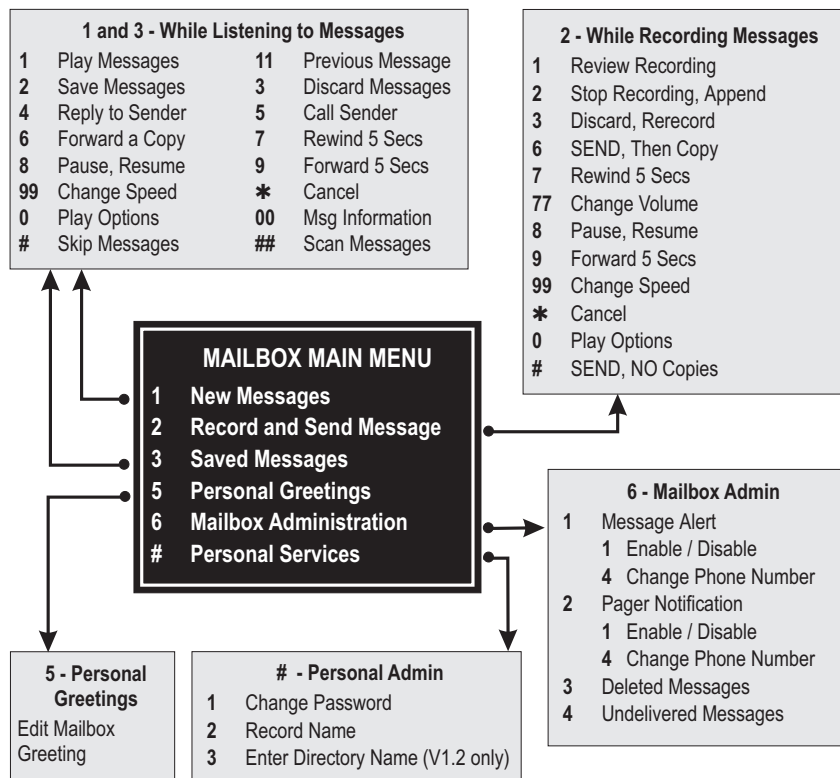 1 and 3 - While Listening to Messages
1 Play Messages 11 Previous Message
2 Save Messages 3 Discard Messages
4 Reply to Sender 5 Call Sender
6 Forward a Copy 7 Rewind 5 Secs
8 Pause, Resume 9 Forward 5 Secs
99 Change Speed ✱ Cancel
0 Play Options 00 Msg Information
# Skip Messages ## Scan Messages
2 - While Recording Messages
1 Review Recording
2 Stop Recording, Append
3 Discard, Rerecord
6 SEND, Then Copy
7 Rewind 5 Secs
77 Change Volume
8 Pause, Resume
9 Forward 5 Secs
99 Change Speed
✱ Cancel
0 Play Options
# SEND, NO Copies
MAILBOX MAIN MENU
1 New Messages
2 Record and Send Message
3 Saved Messages
5 Personal Greetings
6 Mailbox Administration
# Personal Services
6 - Mailbox Admin
1 Message Alert
1 Enable / Disable
4 Change Phone Number
2 Pager Notification
1 Enable / Disable
4 Change Phone Number
3 Deleted Messages
4 Undelivered Messages
5 - Personal
Greetings
Edit Mailbox
Greeting
# - Personal Admin
1 Change Password
2 Record Name
3 Enter Directory Name (V1.2 only)